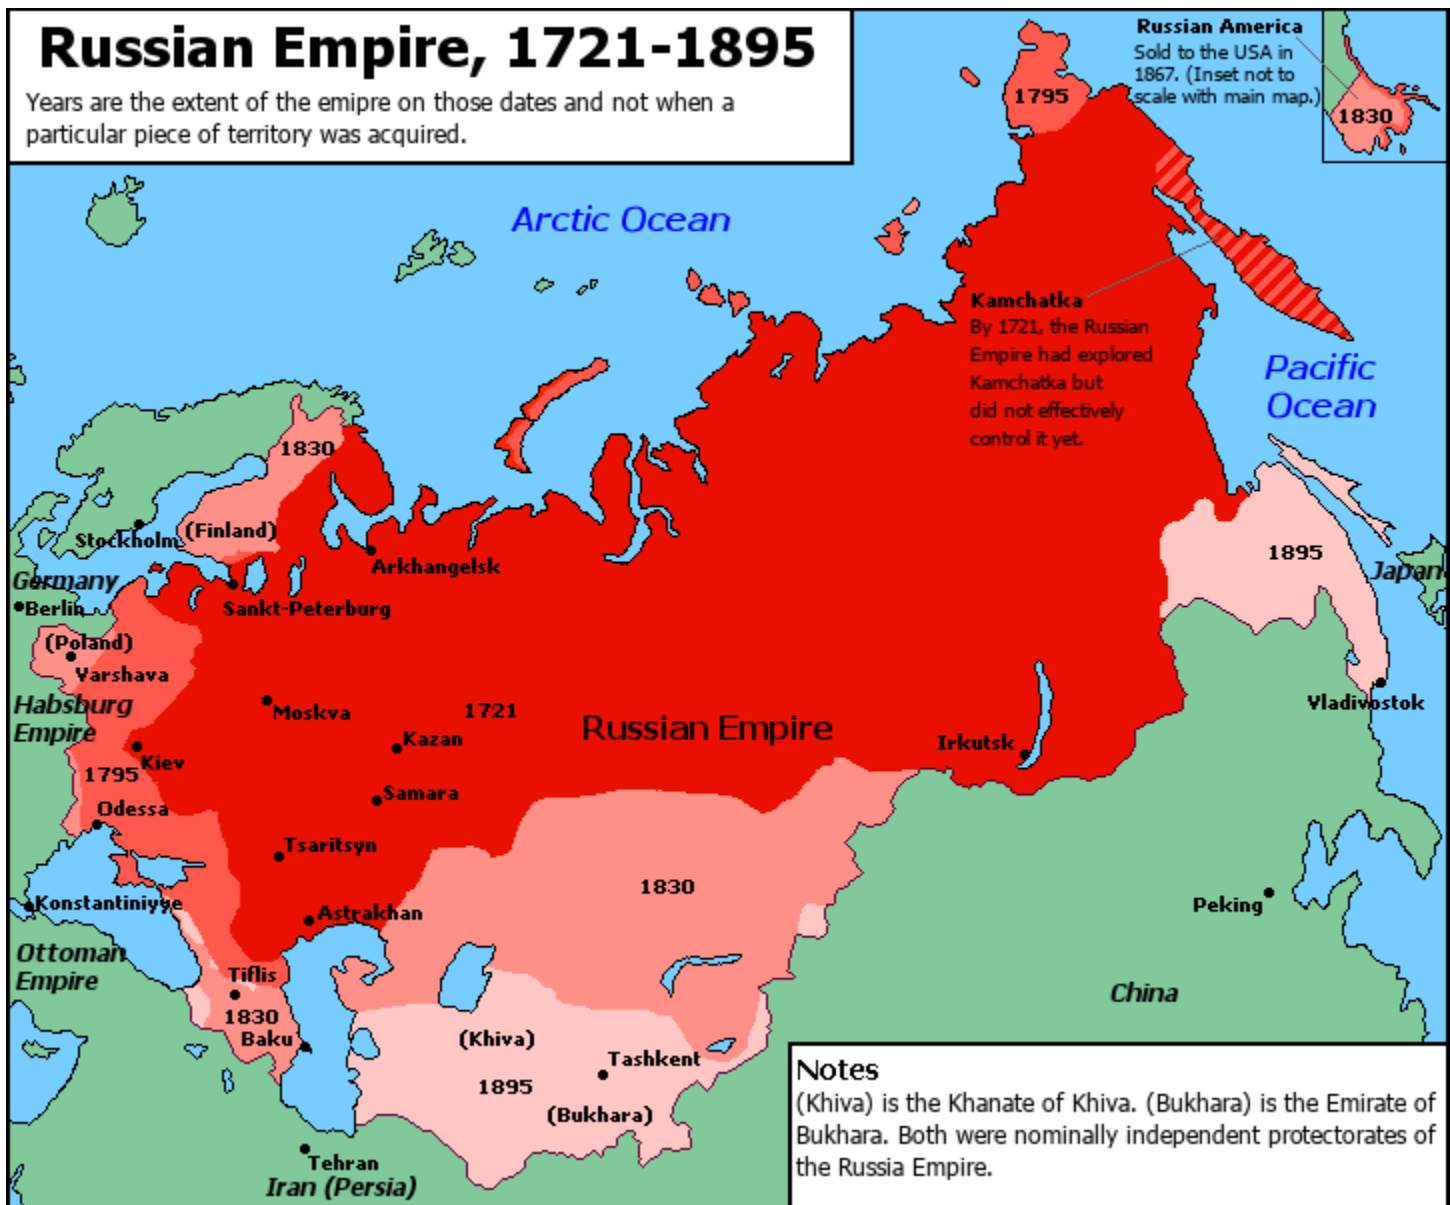 Russian Empire, 1721-1895
Years are the extent of the emipre on those dates and not when a
particular piece of territory was acquired.
Russian America
Sold to the USA in
1867. (Inset not to
scale with main map.)
1830
1795
Arctic Ocean
Kamchatka
By 1721, the Russian
Empire had explored
Kamchatka but
did not effectively
control it yet.
Pacific
Ocean
1830
(Finland)
Stockholm
Arkhangelsk
1895
Japan
Germany
Berlin
Sankt-Peterburg
(Poland)
Varshava
Habsburg
Empire
Moskva
1721
Russian Empire
Vladivostok
Kazan
Irkutsk
Kiev
1795
Samara
Odessa
Tsaritsyn
1830
Konstantiniyye
Astrakhan
Peking
Ottoman
Empire
Tiflis
China
1830
Baku
(Khiva)
Tashkent
1895
(Bukhara)
Tehran
Iran (Persia)
Notes
(Khiva) is the Khanate of Khiva. (Bukhara) is the Emirate of
Bukhara. Both were nominally independent protectorates of
the Russia Empire.